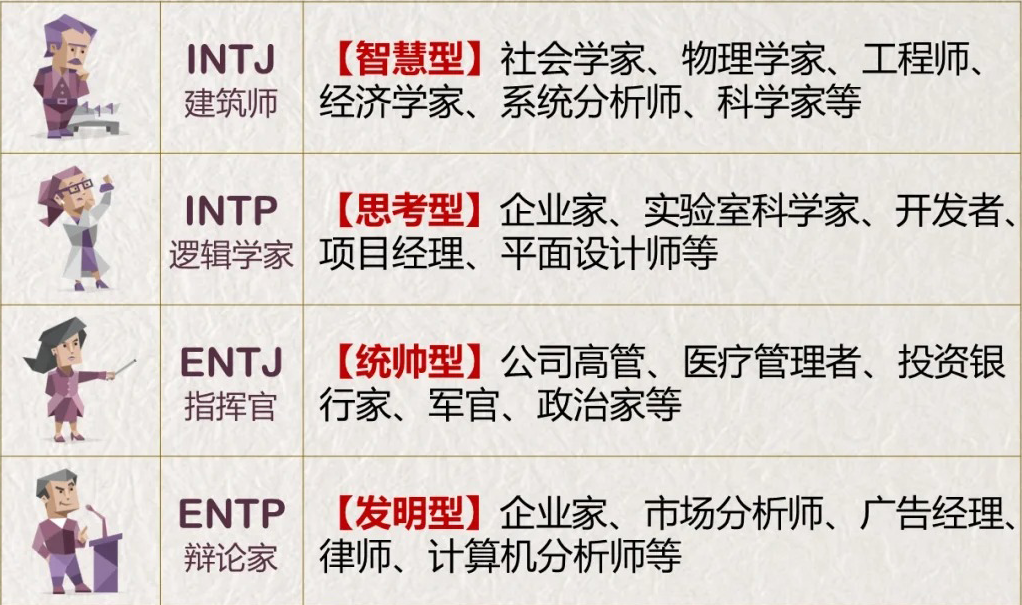 INTJ
建筑师
【智慧型】社会学家、物理学家、工程师、
经济学家、系统分析师、科学家等
INTP
逻辑学家
【思考型】企业家、实验室科学家、开发者、
项目经理、平面设计师等
ENTJ
指挥官
【统帅型】公司高管、医疗管理者、投资银
行家、军官、政治家等
ENTP
辩论家
【发明型】企业家、市场分析师、广告经理、
律师、计算机分析师等